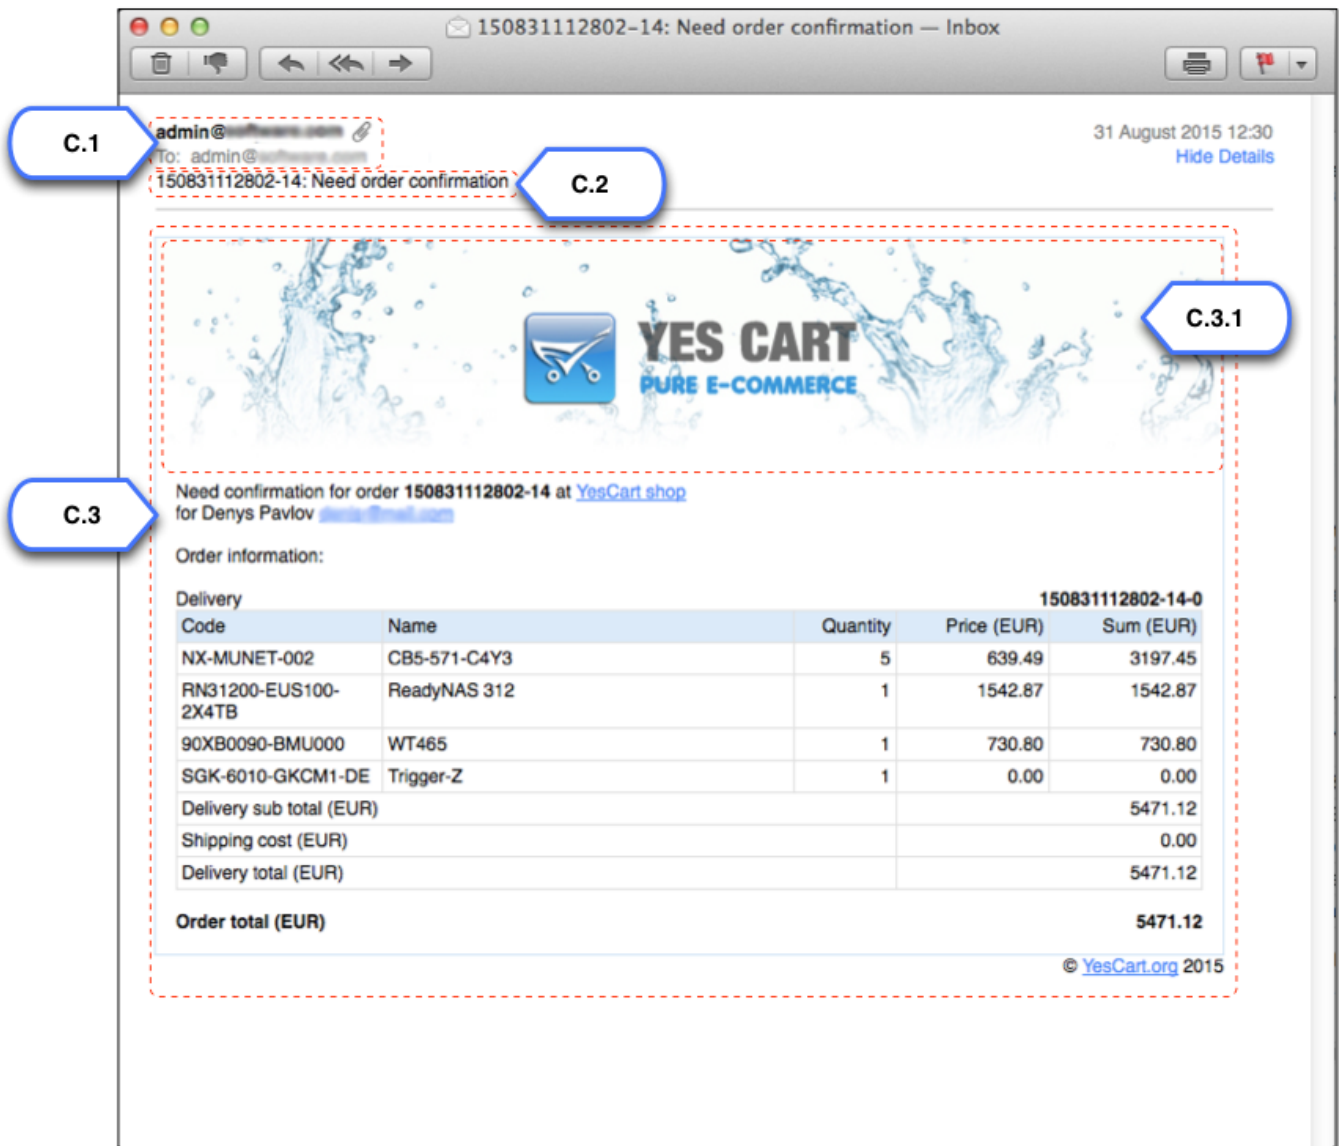 150831112802-14: Need order confirmation — Inbox
C.1
admin@
31 August 2015 12:30
To: admin@
Hide Details
150831112802-14: Need order confirmation
C.2
YES CART
PURE E-COMMERCE
C.3.1
C.3
Need confirmation for order 150831112802-14 at YesCart shop
for Denys Pavlov
Order information:
Delivery 150831112802-14-0
Code Name Quantity Price (EUR) Sum (EUR)
NX-MUNET-002 CB5-571-C4Y3 5 639.49 3197.45
RN31200-EUS100- ReadyNAS 312 1 1542.87 1542.87
2X4TB
90XB0090-BMU000 WT465 1 730.80 730.80
SGK-6010-GKCM1-DE Trigger-Z 1 0.00 0.00
Delivery sub total (EUR) 5471.12
Shipping cost (EUR) 0.00
Delivery total (EUR) 5471.12
Order total (EUR) 5471.12
© YesCart.org 2015